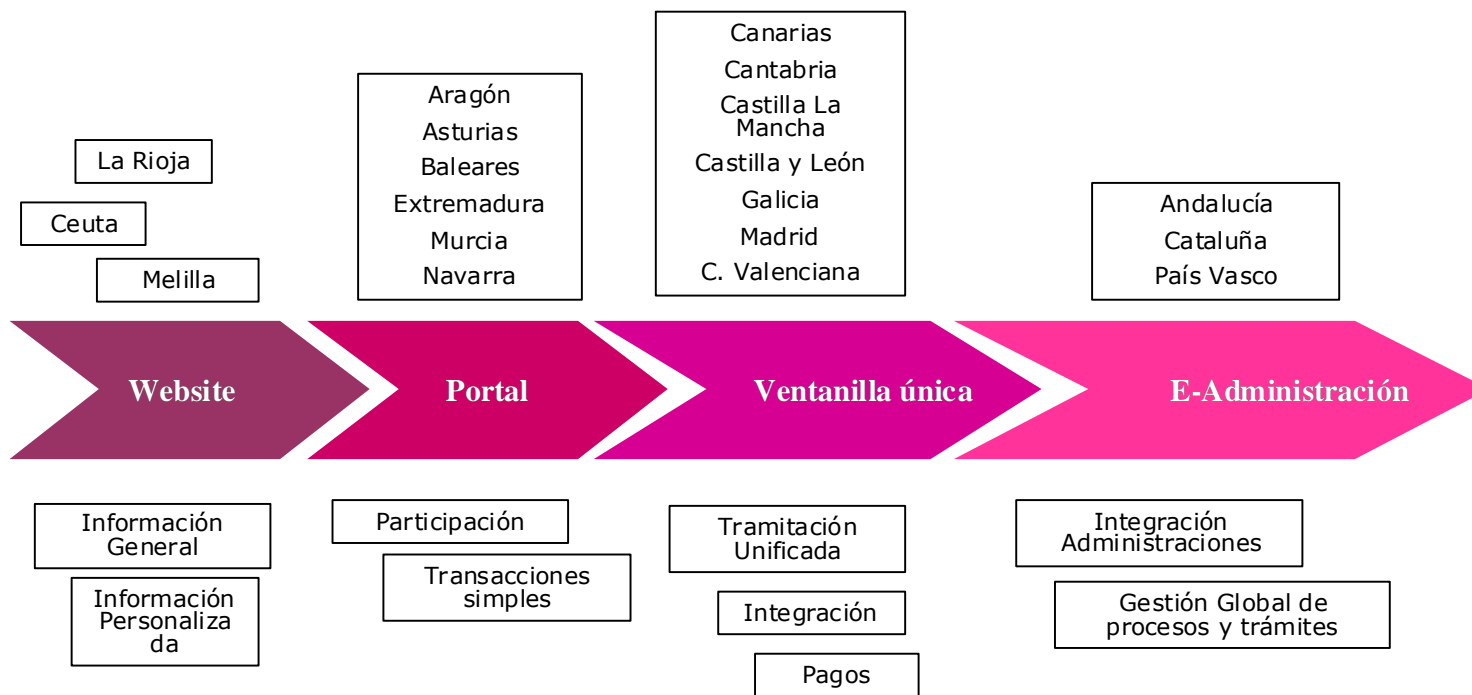 La Rioja
Ceuta
Melilla
Aragón
Asturias
Baleares
Extremadura
Murcia
Navarra
Canarias
Cantabria
Castilla La
Mancha
Castilla y León
Galicia
Madrid
C. Valenciana
Andalucía
Cataluña
País Vasco
Website
Portal
Ventanilla única
E-Administración
Información
General
Información
Personaliza
da
Participación
Transacciones
simples
Tramitación
Unificada
Integración
Pagos
Integración
Administraciones
Gestión Global de
procesos y trámites